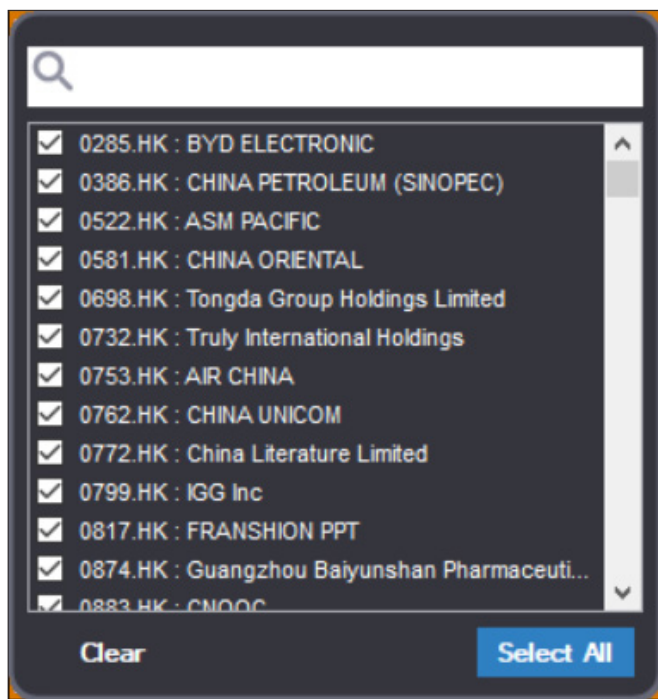 0285.HK : BYD ELECTRONIC
0386.HK : CHINA PETROLEUM (SINOPEC)
0522.HK : ASM PACIFIC
0581.HK : CHINA ORIENTAL
0698.HK : Tongda Group Holdings Limited
0732.HK : Truly International Holdings
0753.HK : AIR CHINA
0762.HK : CHINA UNICOM
0772.HK : China Literature Limited
0799.HK : IGG Inc
0817.HK : FRANSHION PPT
0874.HK : Guangzhou Baiyunshan Pharmaceuti...
0883.HK : CNOOC
Clear Select All